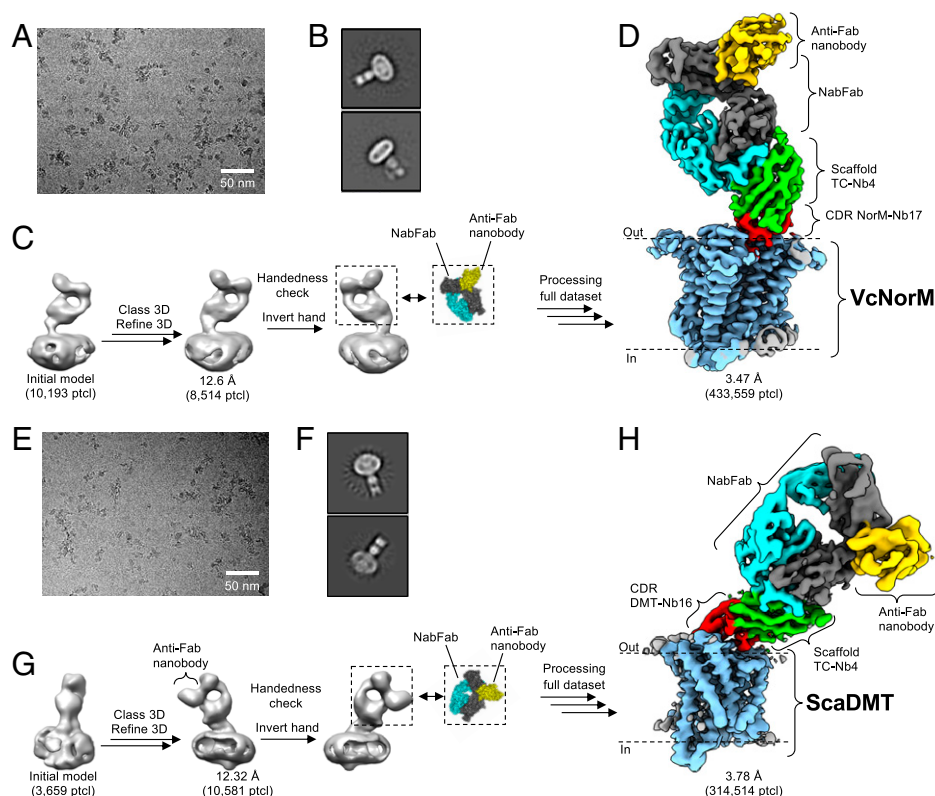 A
50 nm
B
D
Anti-Fab
nanobody
NabFab
Scaffold
TC-Nb4
CDR NorM-Nb17
Out
VcNorM
In
3.47 Å
(433,559 ptcl)
C
Class 3D
Refine 3D
Handedness
check
Invert hand
NabFab
Anti-Fab
nanobody
Processing
full dataset
Initial model
(10,193 ptcl)
12.6 Å
(8,514 ptcl)
E
50 nm
F
H
NabFab
CDR
DMT-Nb16
Anti-Fab
nanobody
Out
Scaffold
TC-Nb4
ScaDMT
In
3.78 Å
(314,514 ptcl)
G
Anti-Fab
nanobody
Class 3D
Refine 3D
Handedness
check
Invert hand
NabFab
Anti-Fab
nanobody
Processing
full dataset
Initial model
(3,659 ptcl)
12.32 Å
(10,581 ptcl)